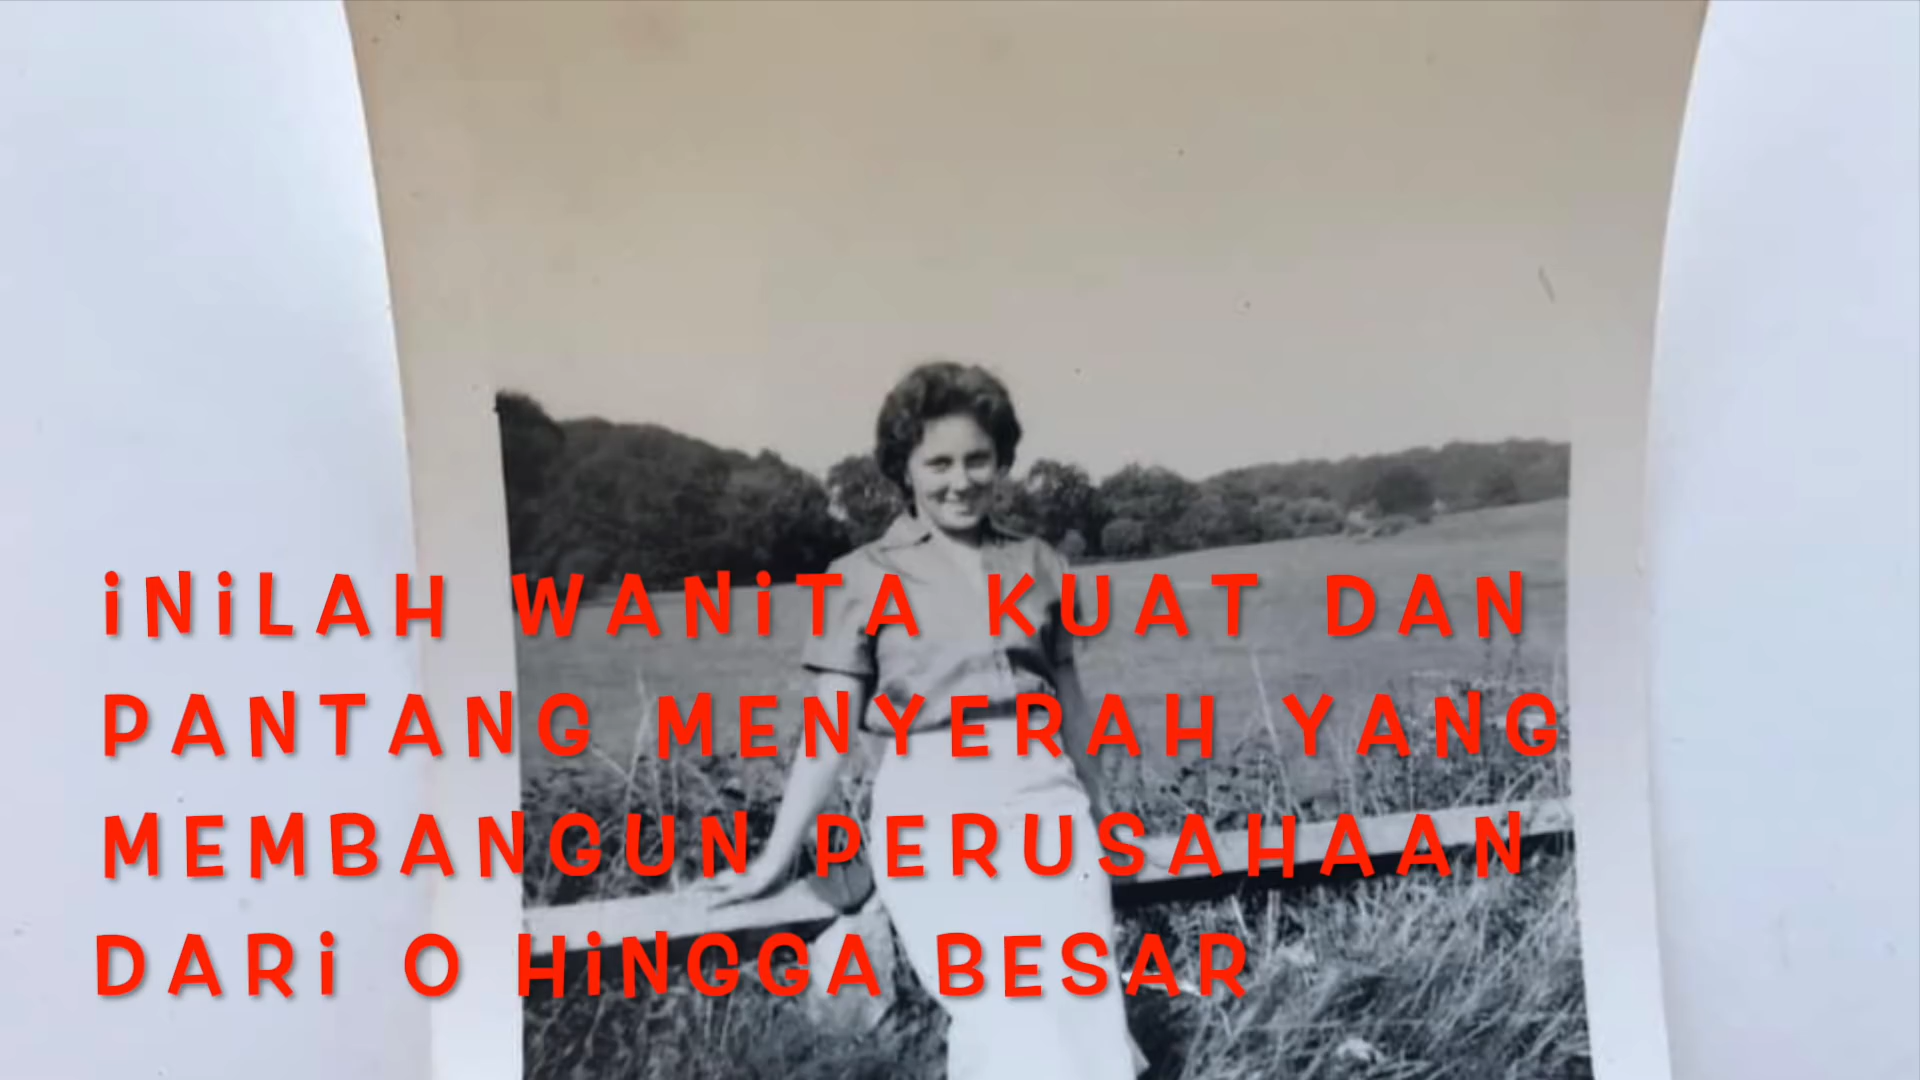 iNiLAH WANiTA KUAT DAN
PANTANG MENYERAH YANG
MEMBANGUN PERUSAHAAN
DARi O HiNGGA BESAR